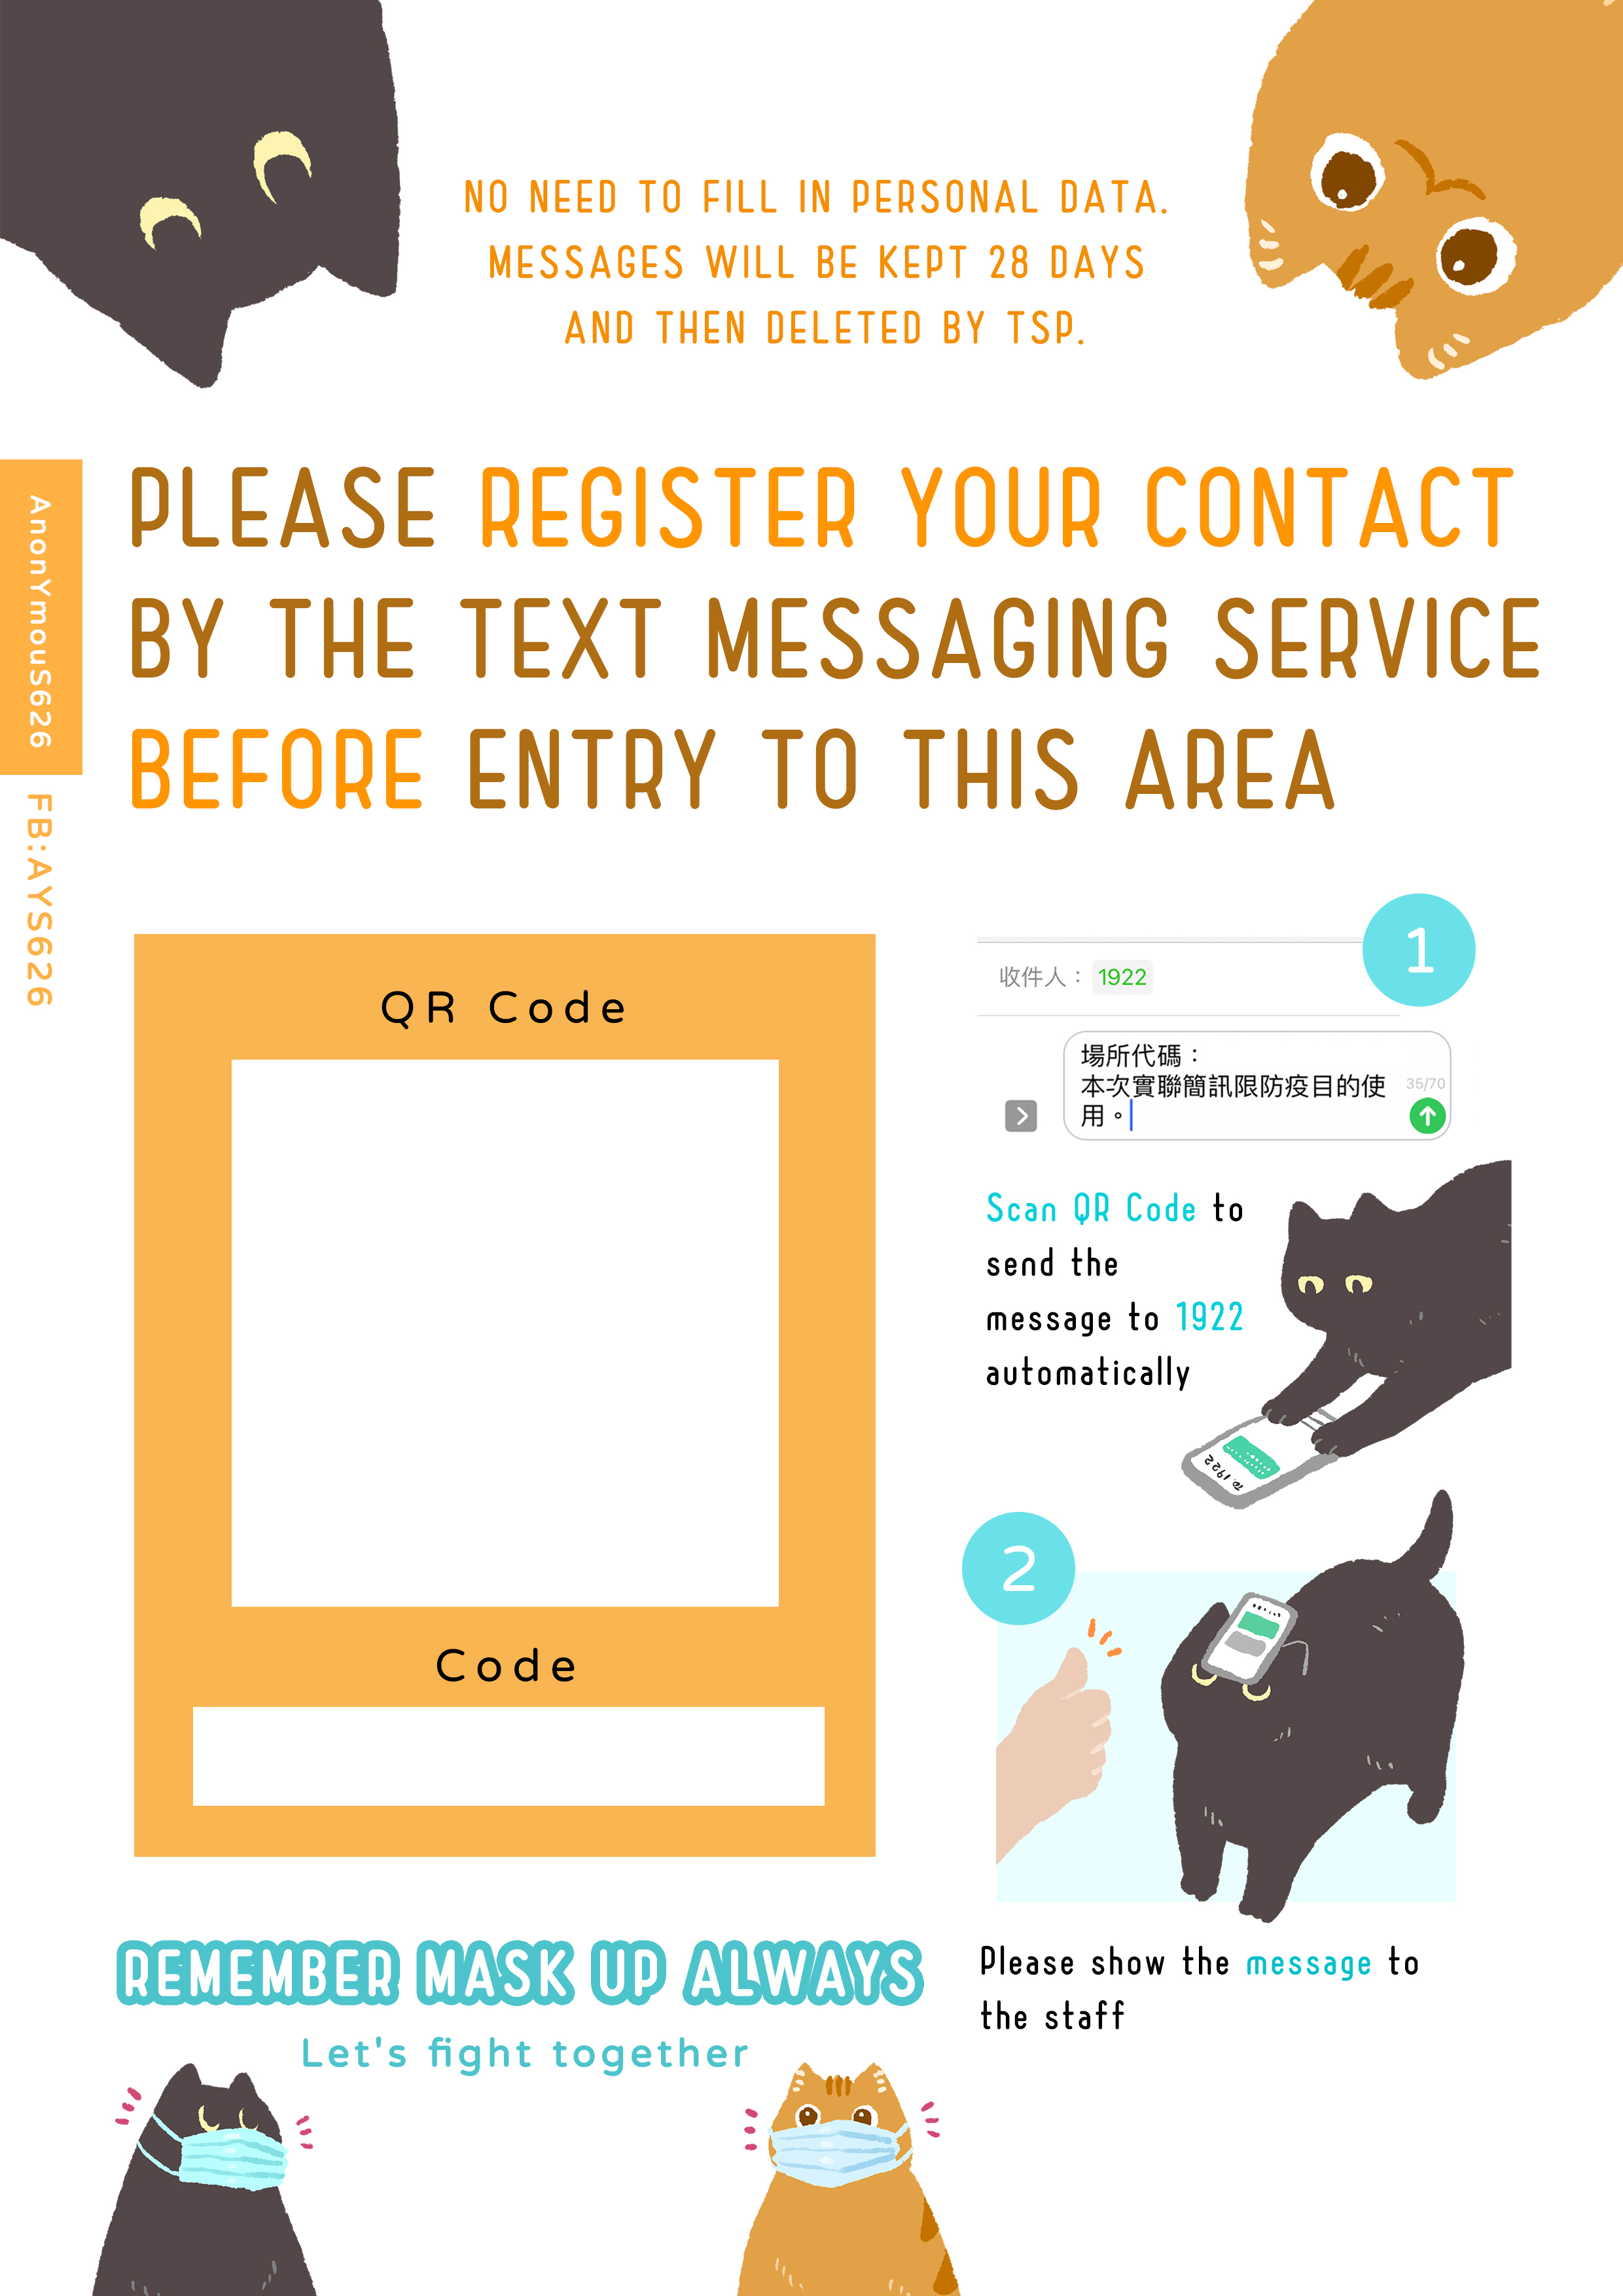 NO NEED TO FILL IN PERSONAL DATA.
MESSAGES WILL BE KEPT 28 DAYS
AND THEN DELETED BY TSP.
PLEASE REGISTER YOUR CONTACT
BY THE TEXT MESSAGING SERVICE
BEFORE ENTRY TO THIS AREA
AnonYmouS626
FB:AYS626
QR Code
Code
1
收件人： 1922
場所代碼：
本次實聯簡訊限防疫目的使
用。
35/70
Scan QR Code to
send the
message to 1922
automatically
To.1922
2
Please show the message to
the staff
REMEMBER MASK UP ALWAYS
Let's fight together